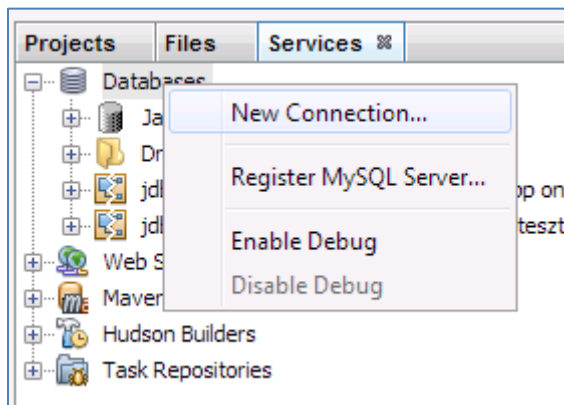 Projects Files Services
Databases
New Connection...
Register MySQL Server...
Enable Debug
Disable Debug
Hudson Builders
Task Repositories